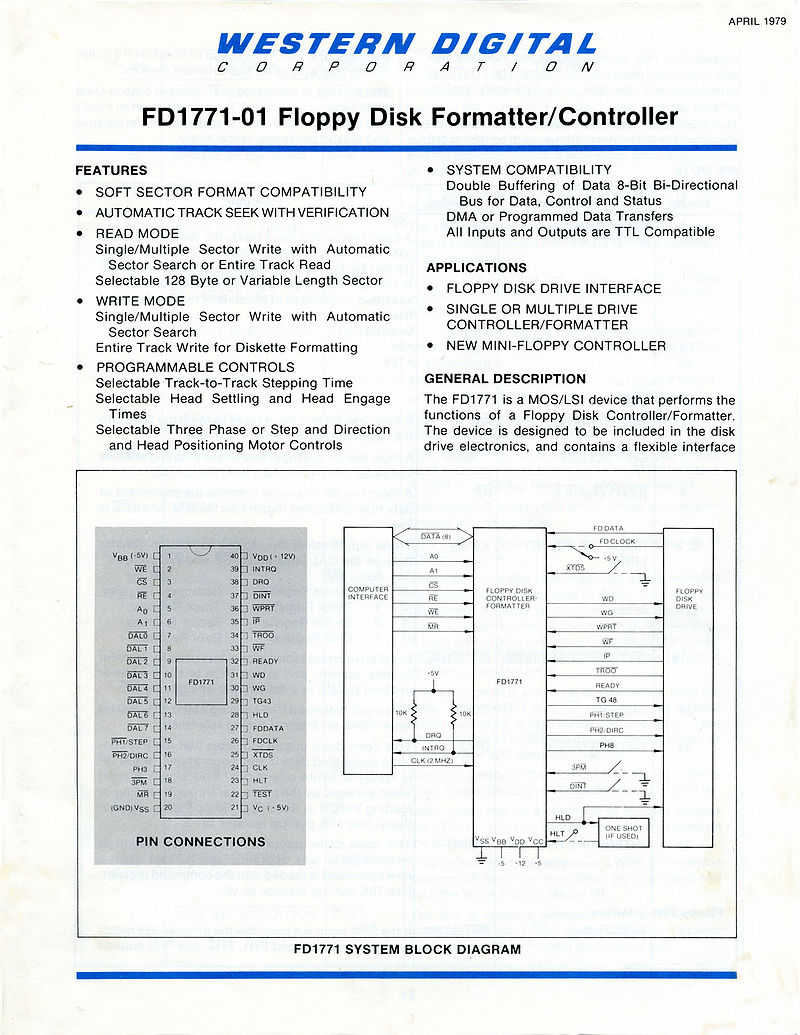 APRIL 1979
WESTERN DIGITAL
CORPORATION
FD1771-01 Floppy Disk Formatter/Controller
FEATURES
• SOFT SECTOR FORMAT COMPATIBILITY
• AUTOMATIC TRACK SEEK WITH VERIFICATION
• READ MODE
Single/Multiple Sector Write with Automatic
Sector Search or Entire Track Read
Selectable 128 Byte or Variable Length Sector
• WRITE MODE
Single/Multiple Sector Write with Automatic
Sector Search
Entire Track Write for Diskette Formatting
• PROGRAMMABLE CONTROLS
Selectable Track-to-Track Stepping Time
Selectable Head Settling and Head Engage
Times
Selectable Three Phase or Step and Direction
and Head Positioning Motor Controls
• SYSTEM COMPATIBILITY
Double Buffering of Data 8-Bit Bi-Directional
Bus for Data, Control and Status
DMA or Programmed Data Transfers
All Inputs and Outputs are TTL Compatible
APPLICATIONS
• FLOPPY DISK DRIVE INTERFACE
• SINGLE OR MULTIPLE DRIVE
CONTROLLER/FORMATTER
• NEW MINI-FLOPPY CONTROLLER
GENERAL DESCRIPTION
The FD1771 is a MOS/LSI device that performs the
functions of a Floppy Disk Controller/Formatter.
The device is designed to be included in the disk
drive electronics, and contains a flexible interface
VBB (-5V) 1 40 VDD (+12V)
WE 2 39 INTRQ
CS 3 38 DRQ
RE 4 37 DINT
A0 5 36 WPRT
A1 6 35 IP
DAL0 7 34 TROO
DAL1 8 33 WF
DAL2 9 32 READY
DAL3 10 31 WD
DAL4 11 30 WG
DAL5 12 29 TG43
DAL6 13 28 HLD
DAL7 14 27 FDDATA
PH1/STEP 15 26 FDCLK
PH2/DIRC 16 25 XTDS
PH3 17 24 CLK
3PM 18 23 HLT
MR 19 22 TEST
(GND) VSS 20 21 VC (+5V)
FD1771
PIN CONNECTIONS
COMPUTER
INTERFACE
DATA (8)
A0
A1
CS
RE
WE
MR
+5V
10K 10K
DRQ
INTRQ
CLK (2 MHZ)
FLOPPY DISK
CONTROLLER/
FORMATTER
FD1771
VSS VBB VDD VCC
-5 +12 +5
FD DATA
FD CLOCK
+5 V
XTDS
WD
WG
WPRT
WF
IP
TROO
READY
TG 48
PH1/STEP
PH2/DIRC
PH8
3PM
DINT
HLD
HLT
ONE SHOT
(IF USED)
FLOPPY
DISK
DRIVE
FD1771 SYSTEM BLOCK DIAGRAM